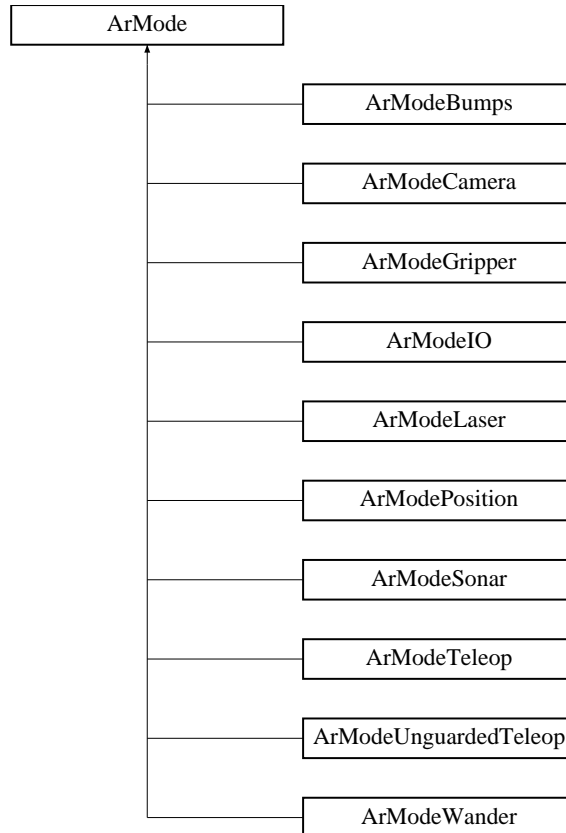 ArMode
ArModeBumps
ArModeCamera
ArModeGripper
ArModeIO
ArModeLaser
ArModePosition
ArModeSonar
ArModeTeleop
ArModeUnguardedTeleop
ArModeWander